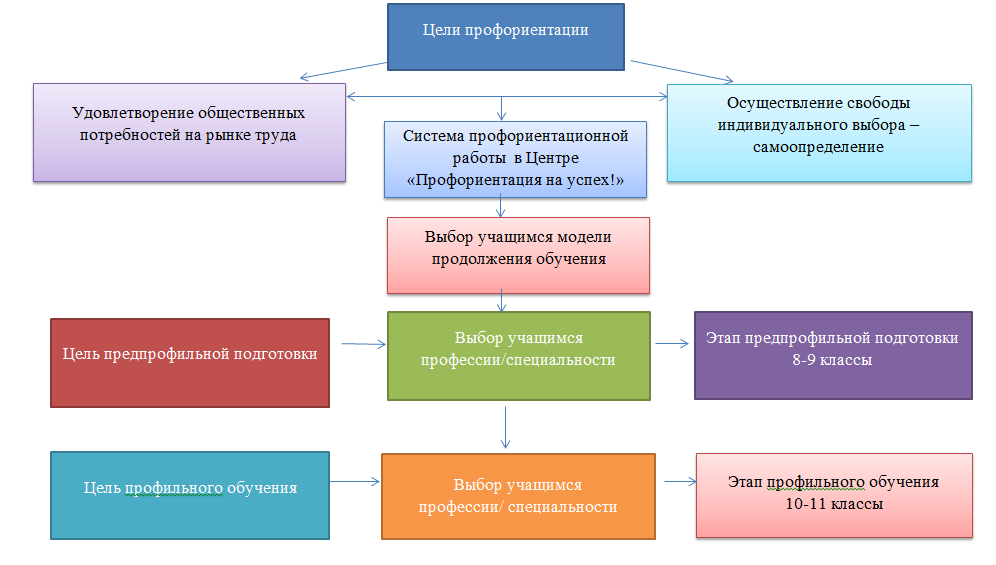 Цели профориентации
Удовлетворение общественных
потребностей на рынке труда
Осуществление свободы
индивидуального выбора –
самоопределение
Система профориентационной
работы в Центре
«Профориентация на успех!»
Выбор учащимся модели
продолжения обучения
Цель предпрофильной подготовки
Выбор учащимся
профессии/специальности
Этап предпрофильной подготовки
8-9 классы
Цель профильного обучения
Выбор учащимся
профессии/ специальности
Этап профильного обучения
10-11 классы